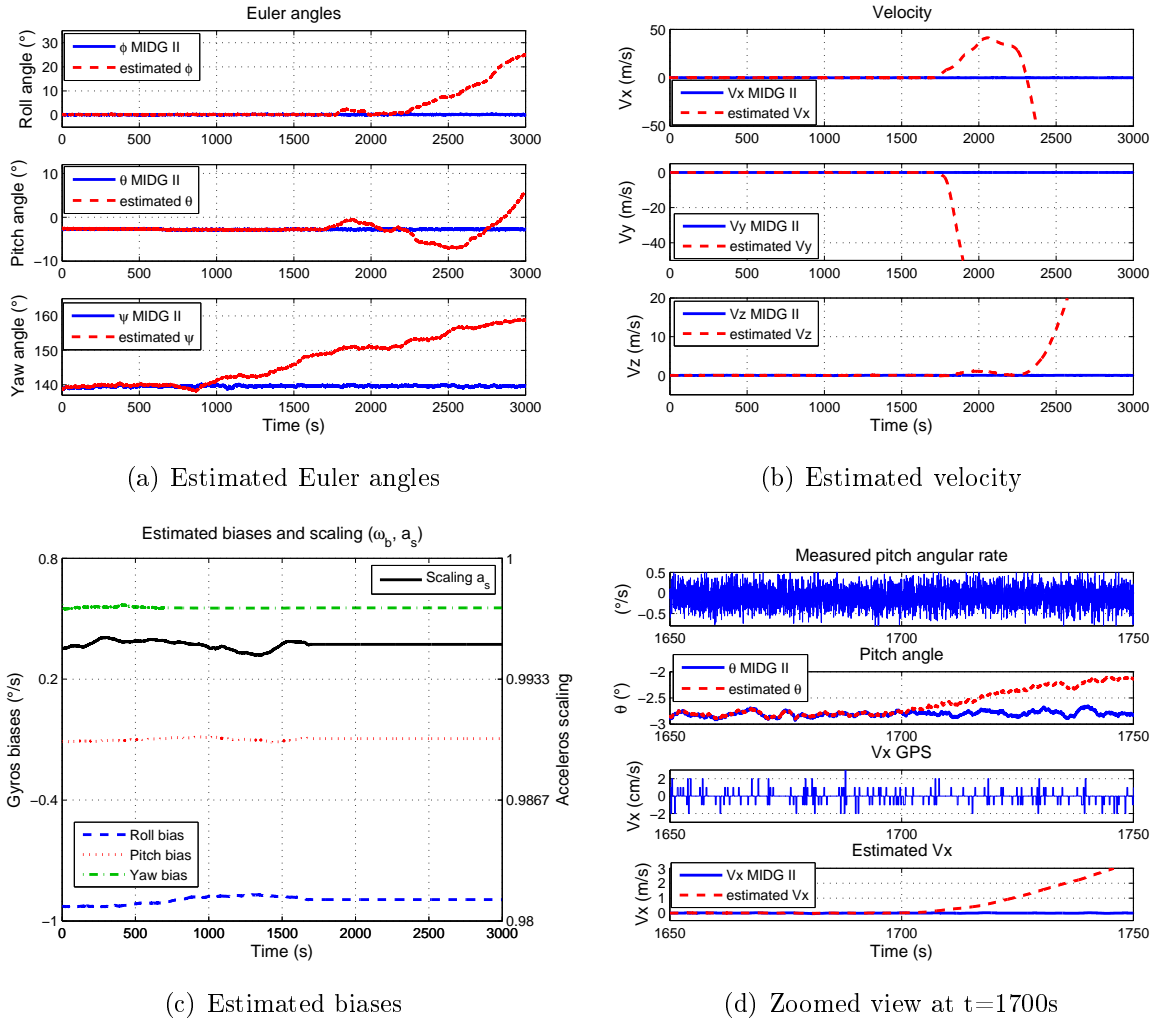 Euler angles
Roll angle (°)
30
20
10
0
φ MIDG II
estimated φ
0 500 1000 1500 2000 2500 3000
Pitch angle (°)
10
0
−10
θ MIDG II
estimated θ
0 500 1000 1500 2000 2500 3000
Yaw angle (°)
160
150
140
ψ MIDG II
estimated ψ
0 500 1000 1500 2000 2500 3000
Time (s)
(a) Estimated Euler angles
Velocity
Vx (m/s)
50
0
−50
Vx MIDG II
estimated Vx
0 500 1000 1500 2000 2500 3000
Vy (m/s)
0
−20
−40
Vy MIDG II
estimated Vy
0 500 1000 1500 2000 2500 3000
Vz (m/s)
20
10
0
Vz MIDG II
estimated Vz
0 500 1000 1500 2000 2500 3000
Time (s)
(b) Estimated velocity
Estimated biases and scaling (ω_b, a_s)
Gyros biases (°/s)
0.8
0.2
−0.4
−1
Scaling a_s
Roll bias
Pitch bias
Yaw bias
1
0.9933
0.9867
0.98
Acceleros scaling
0 500 1000 1500 2000 2500 3000
Time (s)
(c) Estimated biases
Measured pitch angular rate
(°/s)
0.5
0
−0.5
1650 1700 1750
Pitch angle
θ (°)
−2
−2.5
−3
θ MIDG II
estimated θ
1650 1700 1750
Vx GPS
Vx (cm/s)
2
0
−2
1650 1700 1750
Estimated Vx
Vx (m/s)
3
2
1
0
Vx MIDG II
estimated Vx
1650 1700 1750
Time (s)
(d) Zoomed view at t=1700s